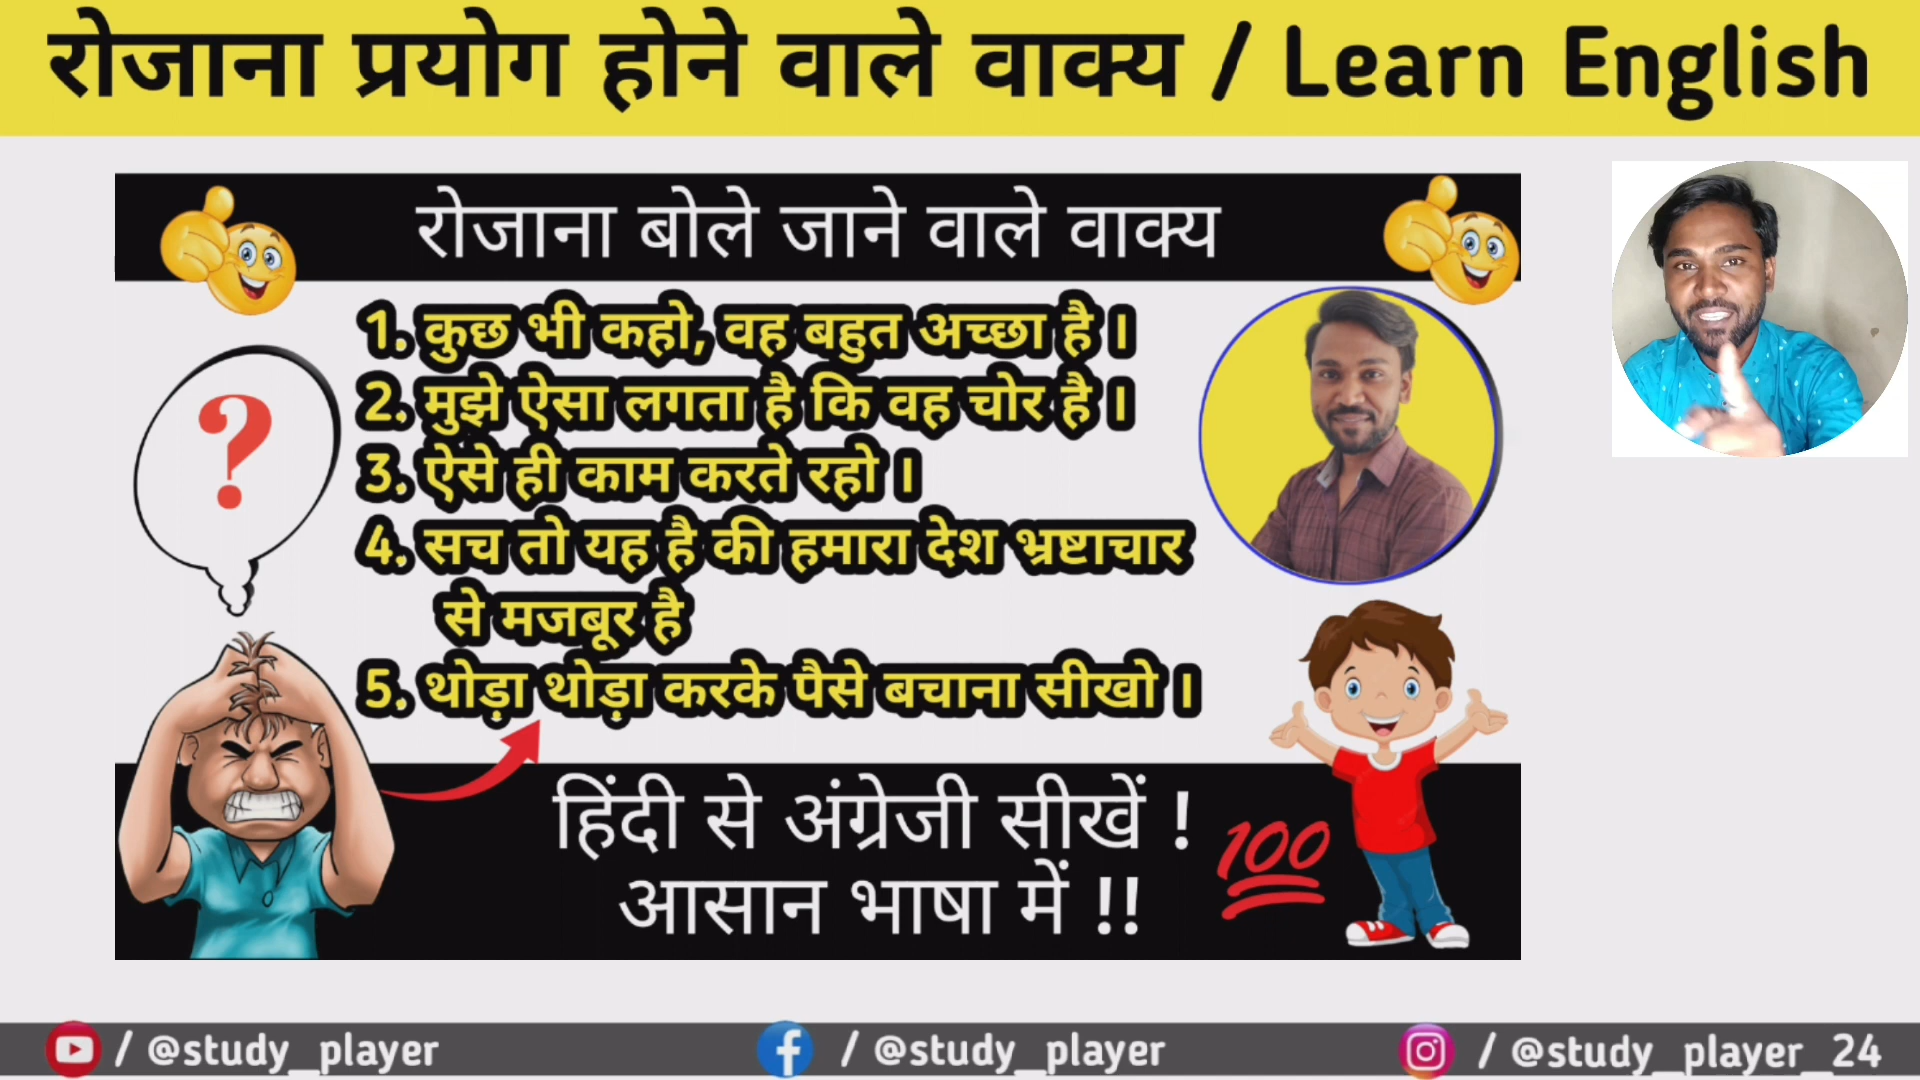 रोजाना प्रयोग होने वाले वाक्य / Learn English
रोजाना बोले जाने वाले वाक्य
1. कुछ भी कहो, वह बहुत अच्छा है ।
2. मुझे ऐसा लगता है कि वह चोर है ।
3. ऐसे ही काम करते रहो ।
4. सच तो यह है की हमारा देश भ्रष्टाचार
से मजबूर है
5. थोड़ा थोड़ा करके पैसे बचाना सीखो ।
?
हिंदी से अंग्रेजी सीखें !
आसान भाषा में !!
100
/ @study_player
/ @study_player
/ @study_player_24